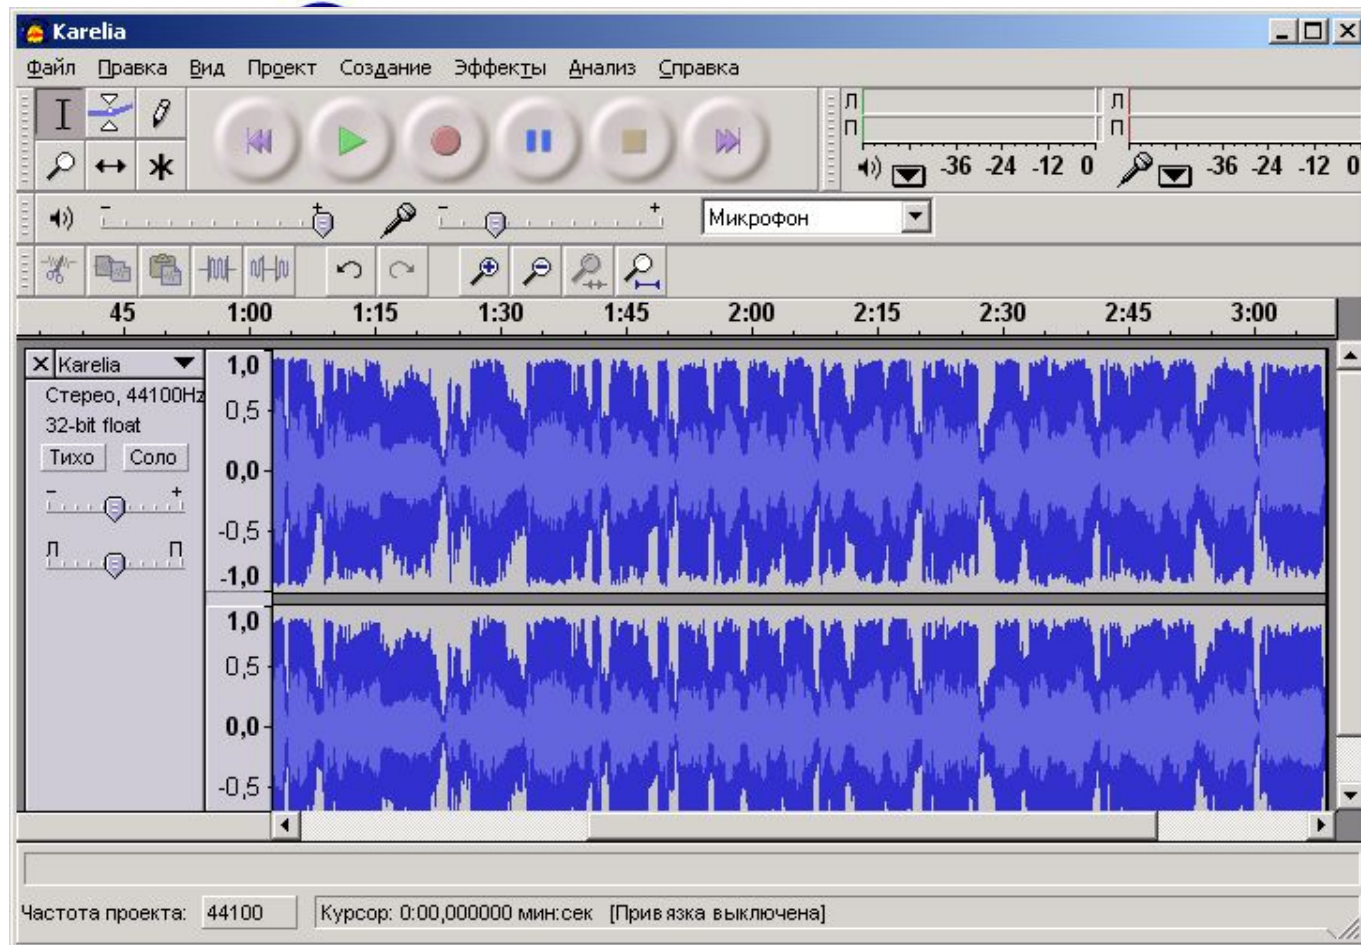 Karelia
Файл Правка Вид Проект Создание Эффекты Анализ Справка
Л Л
П П
-36 -24 -12 0 -36 -24 -12 0
- + - + Микрофон
45 1:00 1:15 1:30 1:45 2:00 2:15 2:30 2:45 3:00
X Karelia
Стерео, 44100Hz
32-bit float
Тихо Соло
- +
Л П
1,0
0,5
0,0
-0,5
-1,0
1,0
0,5
0,0
-0,5
Частота проекта: 44100 Курсор: 0:00,000000 мин:сек [Привязка выключена]